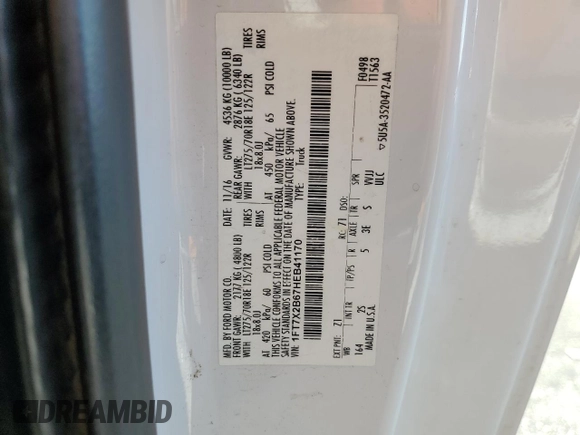 MFD. BY FORD MOTOR CO.
DATE: 11/16 GVWR: 4536 KG (10000 LB)
FRONT GAWR: 2177 KG (4800 LB) REAR GAWR: 2876 KG (6340 LB)
WITH LT275/70R18E 125/122R TIRES WITH LT275/70R18E 125/122R TIRES
18x8.0J RIMS 18x8.0J RIMS
AT 420 kPa/ 60 PSI COLD AT 450 kPa/ 65 PSI COLD
THIS VEHICLE CONFORMS TO ALL APPLICABLE FEDERAL MOTOR VEHICLE
SAFETY STANDARDS IN EFFECT ON THE DATE OF MANUFACTURE SHOWN ABOVE.
VIN: 1FT7X2B67HEB41170 TYPE: Truck
EXT PNT: Z1 RC: 71 DSO: F0498
T1563
WB INT TR TP/PS R AXLE TR SPR
164 2S 5 3E S VVJJ
MADE IN U.S.A. ULC
▽5U5A-3520472-AA
DREAMBID